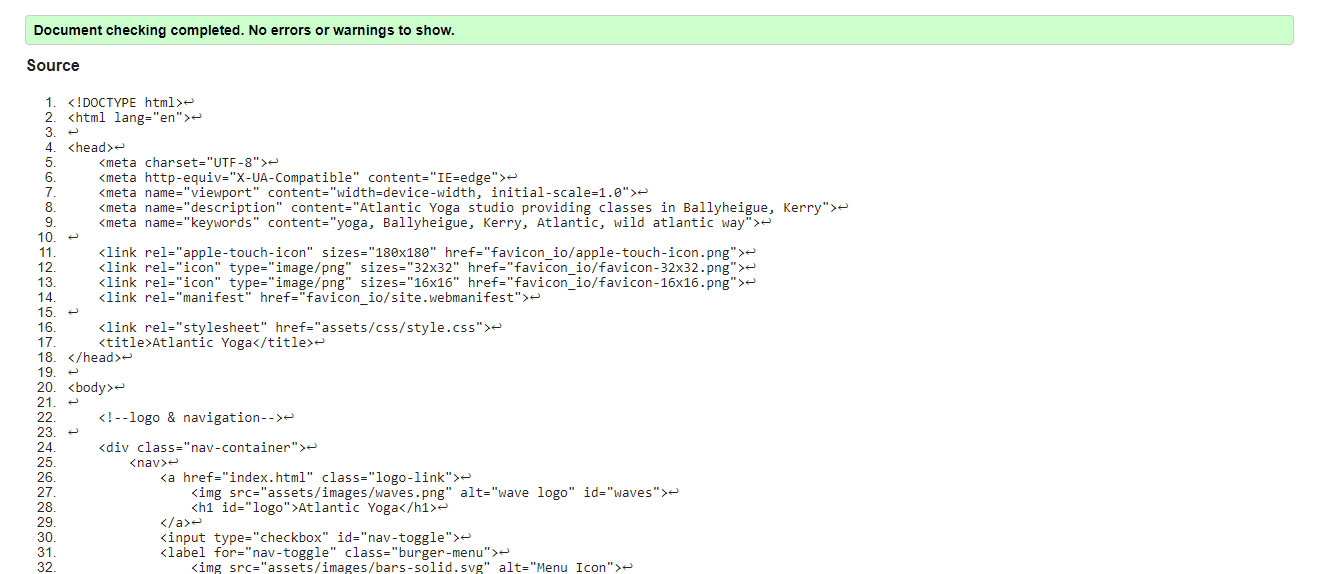 Document checking completed. No errors or warnings to show.
Source
1. <!DOCTYPE html>↩
2. <html lang="en">↩
3. ↩
4. <head>↩
5.     <meta charset="UTF-8">↩
6.     <meta http-equiv="X-UA-Compatible" content="IE=edge">↩
7.     <meta name="viewport" content="width=device-width, initial-scale=1.0">↩
8.     <meta name="description" content="Atlantic Yoga studio providing classes in Ballyheigue, Kerry">↩
9.     <meta name="keywords" content="yoga, Ballyheigue, Kerry, Atlantic, wild atlantic way">↩
10. ↩
11.     <link rel="apple-touch-icon" sizes="180x180" href="favicon_io/apple-touch-icon.png">↩
12.     <link rel="icon" type="image/png" sizes="32x32" href="favicon_io/favicon-32x32.png">↩
13.     <link rel="icon" type="image/png" sizes="16x16" href="favicon_io/favicon-16x16.png">↩
14.     <link rel="manifest" href="favicon_io/site.webmanifest">↩
15. ↩
16.     <link rel="stylesheet" href="assets/css/style.css">↩
17.     <title>Atlantic Yoga</title>↩
18. </head>↩
19. ↩
20. <body>↩
21. ↩
22.     <!--logo & navigation-->↩
23. ↩
24.     <div class="nav-container">↩
25.         <nav>↩
26.             <a href="index.html" class="logo-link">↩
27.                 <img src="assets/images/waves.png" alt="wave logo" id="waves">↩
28.                 <h1 id="logo">Atlantic Yoga</h1>↩
29.             </a>↩
30.             <input type="checkbox" id="nav-toggle">↩
31.             <label for="nav-toggle" class="burger-menu">↩
32.                 <img src="assets/images/bars-solid.svg" alt="Menu Icon">↩